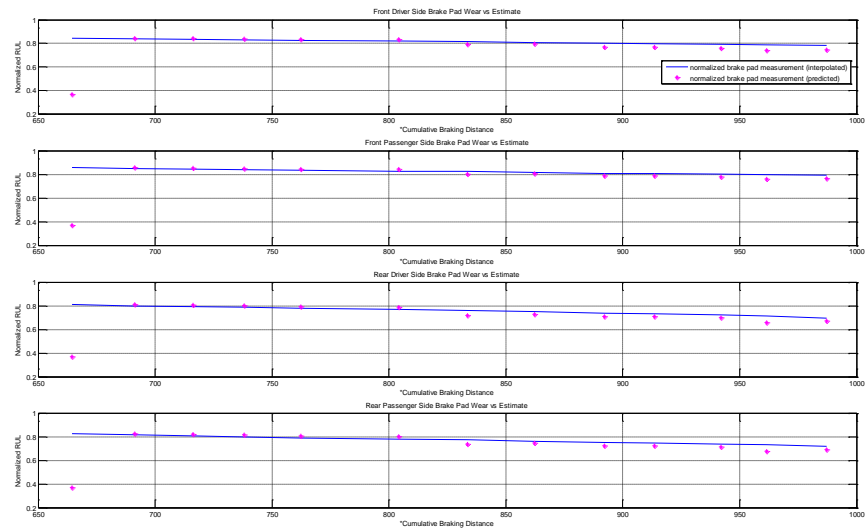 Front Driver Side Brake Pad Wear vs Estimate
1
0.8
0.6
0.4
0.2
Normalized RUL
normalized brake pad measurement (interpolated)
normalized brake pad measurement (predicted)
650 700 750 800 850 900 950 1000
*Cumulative Braking Distance
Front Passenger Side Brake Pad Wear vs Estimate
1
0.8
0.6
0.4
0.2
Normalized RUL
650 700 750 800 850 900 950 1000
*Cumulative Braking Distance
Rear Driver Side Brake Pad Wear vs Estimate
1
0.8
0.6
0.4
0.2
Normalized RUL
650 700 750 800 850 900 950 1000
*Cumulative Braking Distance
Rear Passenger Side Brake Pad Wear vs Estimate
1
0.8
0.6
0.4
0.2
Normalized RUL
650 700 750 800 850 900 950 1000
*Cumulative Braking Distance